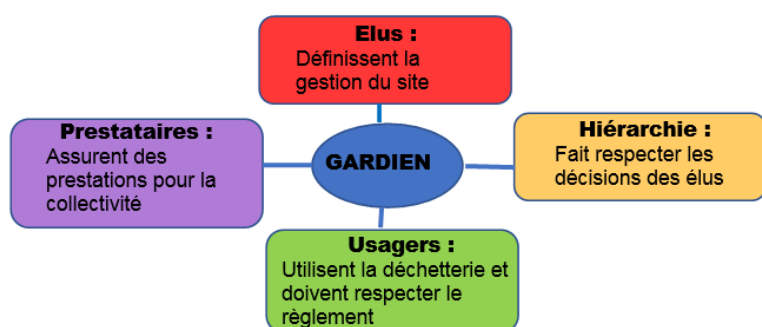 Elus :
Définissent la
gestion du site
Prestataires :
Assurent des
prestations pour la
collectivité
GARDIEN
Hiérarchie :
Fait respecter les
décisions des élus
Usagers :
Utilisent la déchetterie et
doivent respecter le
règlement